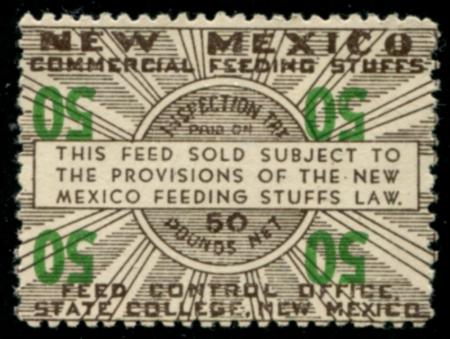 NEW MEXICO
COMMERCIAL FEEDING STUFFS
50 50
INSPECTION TAX
PAID ON
THIS FEED SOLD SUBJECT TO
THE PROVISIONS OF THE NEW
MEXICO FEEDING STUFFS LAW.
50
POUNDS NET
50 50
FEED CONTROL OFFICE,
STATE COLLEGE, NEW MEXICO